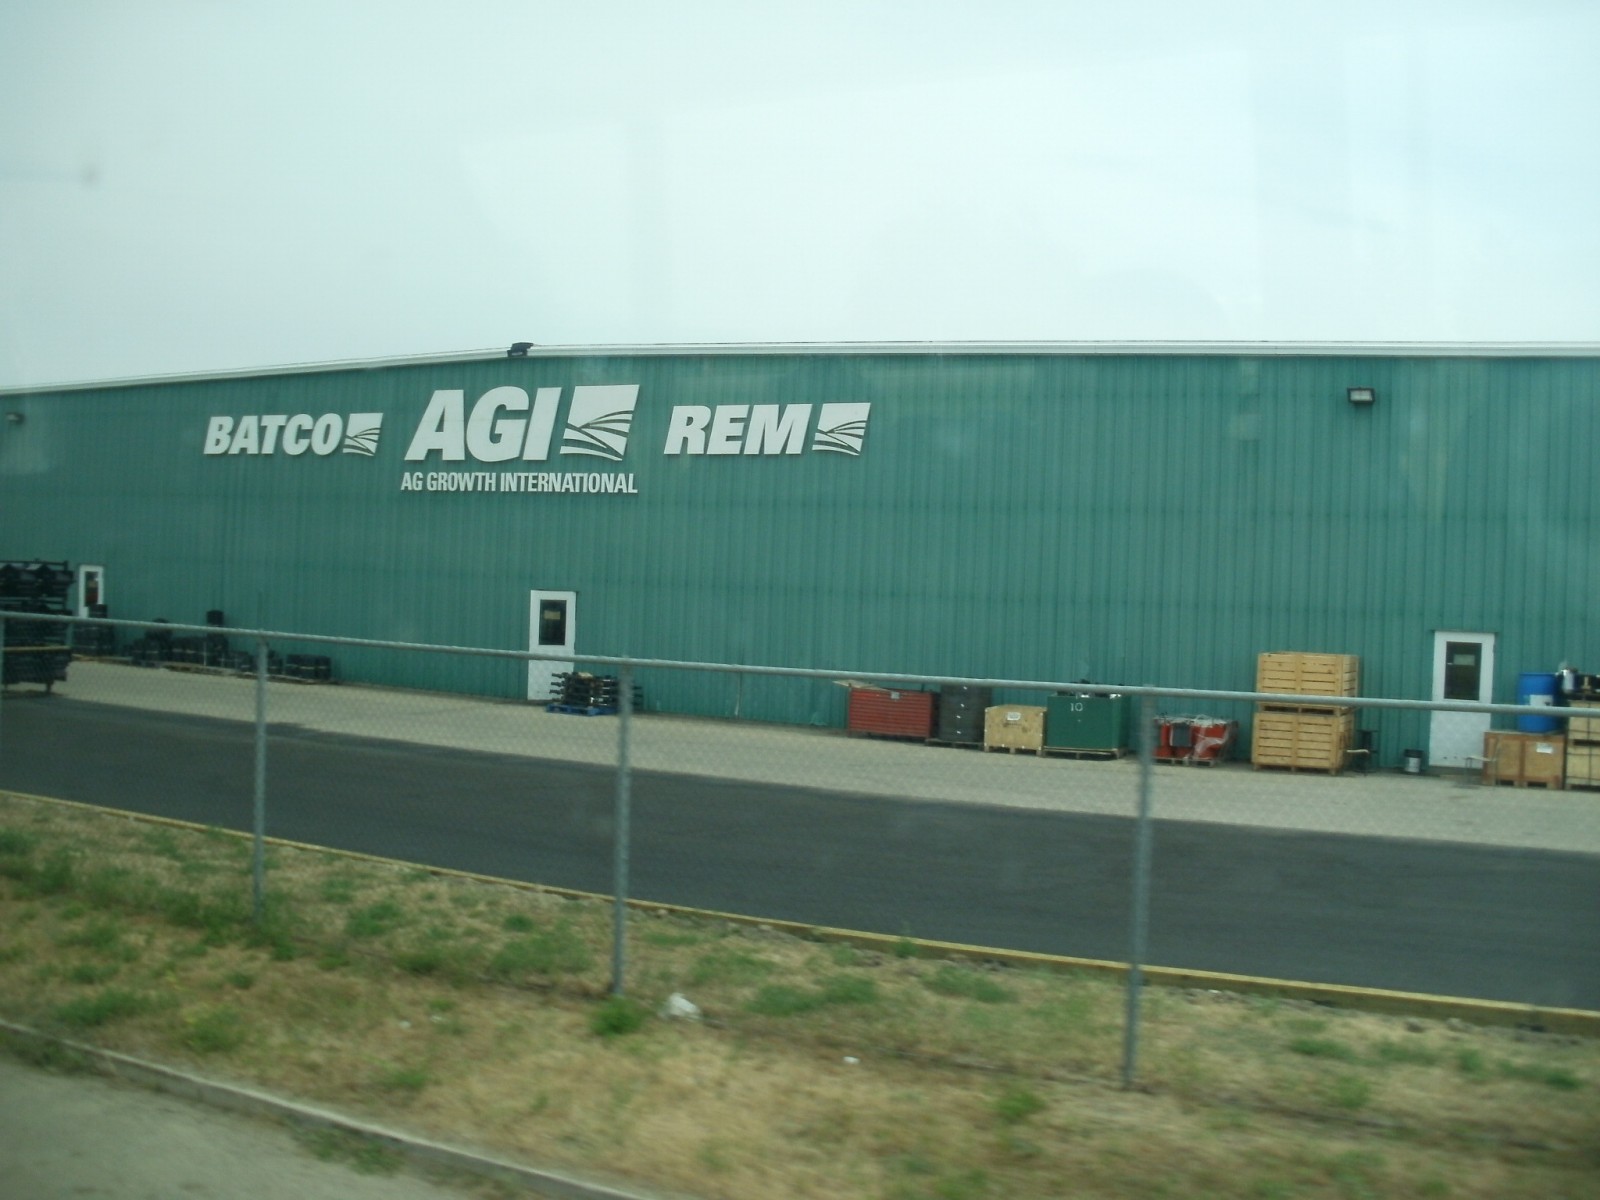 BATCO
AGI
AG GROWTH INTERNATIONAL
REM
10